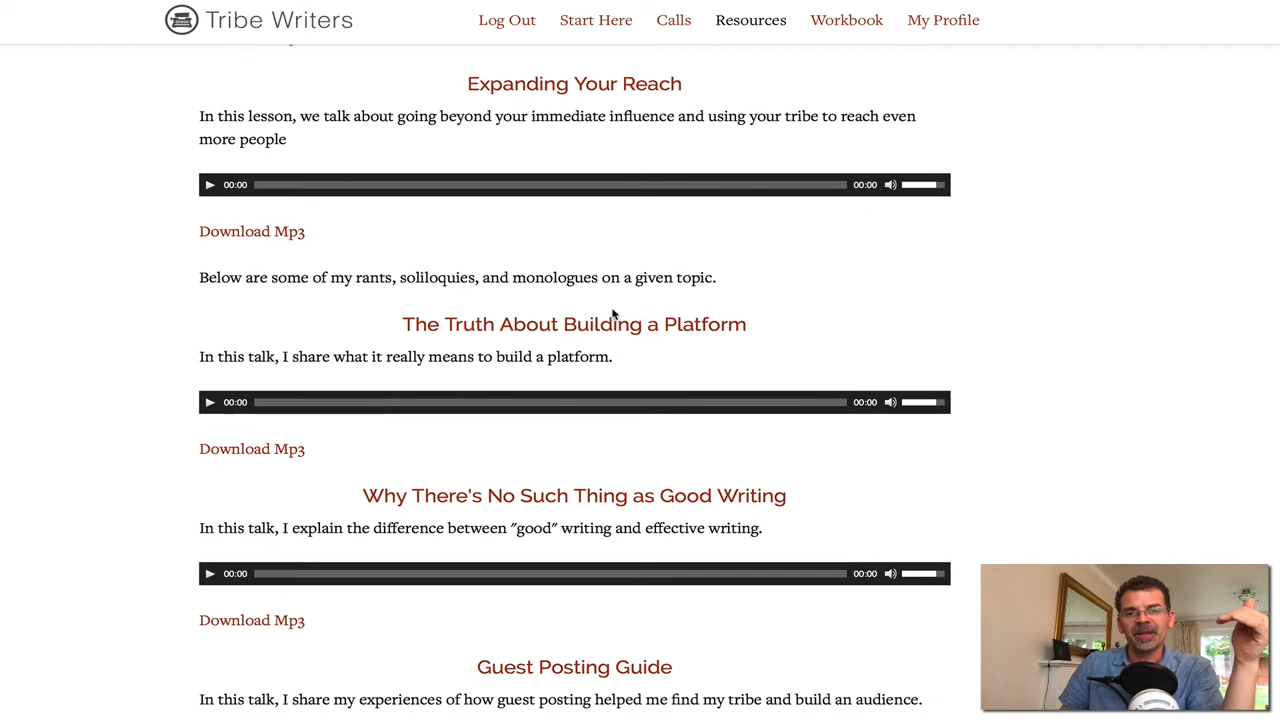 Tribe Writers
Log Out Start Here Calls Resources Workbook My Profile
Expanding Your Reach
In this lesson, we talk about going beyond your immediate influence and using your tribe to reach even
more people
00:00 00:00
Download Mp3
Below are some of my rants, soliloquies, and monologues on a given topic.
The Truth About Building a Platform
In this talk, I share what it really means to build a platform.
00:00 00:00
Download Mp3
Why There's No Such Thing as Good Writing
In this talk, I explain the difference between "good" writing and effective writing.
00:00 00:00
Download Mp3
Guest Posting Guide
In this talk, I share my experiences of how guest posting helped me find my tribe and build an audience.